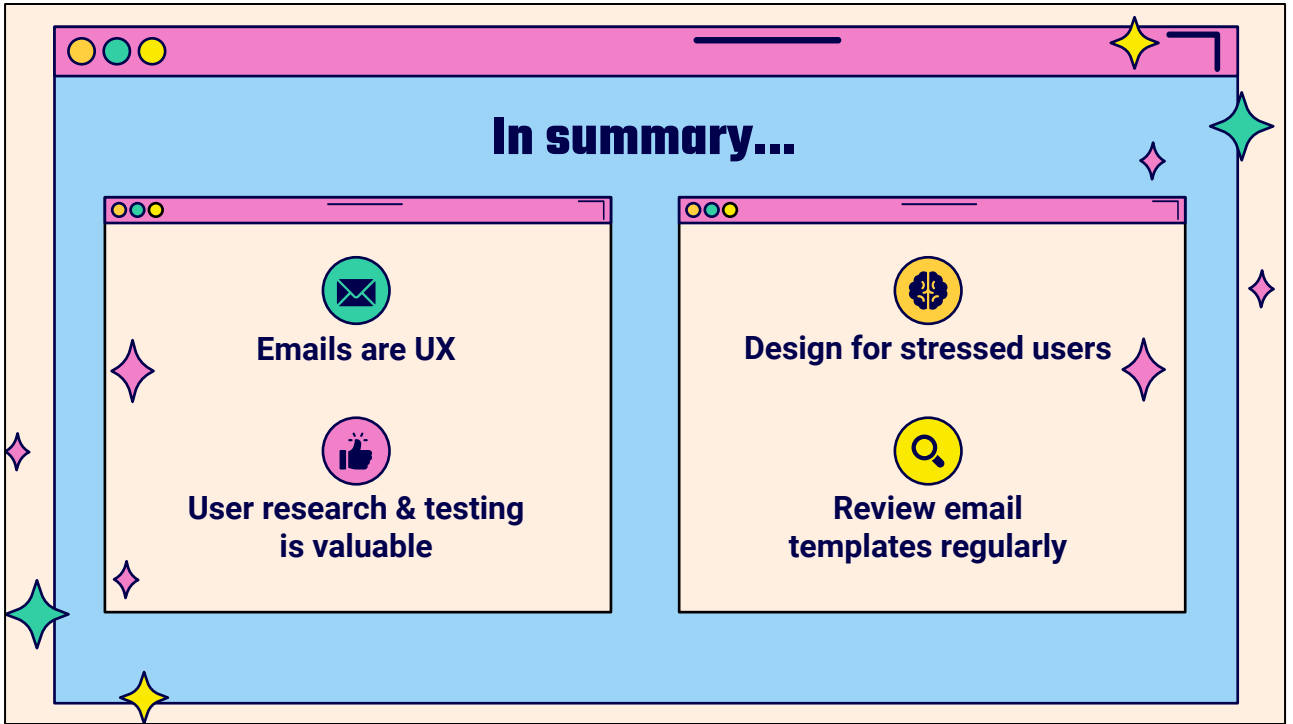 In summary...
Emails are UX
User research & testing
is valuable
Design for stressed users
Review email
templates regularly